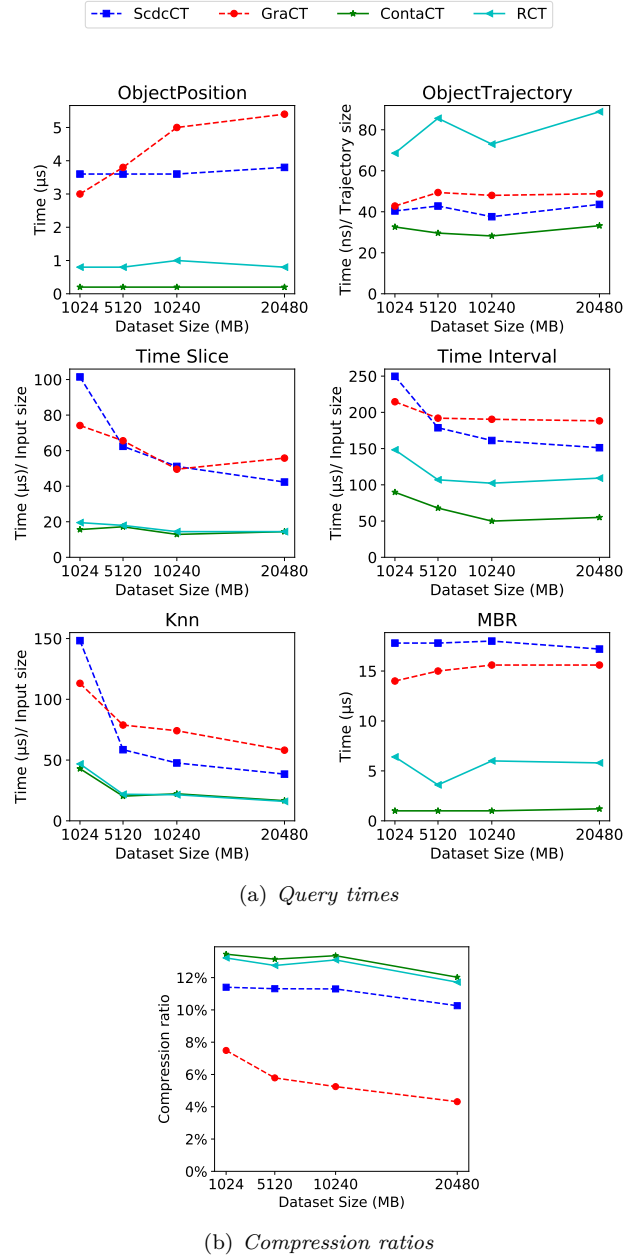 ScdcCT GraCT ContaCT RCT
ObjectPosition
Time (μs)
0 1 2 3 4 5
1024 5120 10240 20480
Dataset Size (MB)
ObjectTrajectory
Time (ns)/ Trajectory size
0 20 40 60 80
1024 5120 10240 20480
Dataset Size (MB)
Time Slice
Time (μs)/ Input size
0 20 40 60 80 100
1024 5120 10240 20480
Dataset Size (MB)
Time Interval
Time (μs)/ Input size
0 50 100 150 200 250
1024 5120 10240 20480
Dataset Size (MB)
Knn
Time (μs)/ Input size
0 50 100 150
1024 5120 10240 20480
Dataset Size (MB)
MBR
Time (μs)
0 5 10 15
1024 5120 10240 20480
Dataset Size (MB)
(a) Query times
Compression ratio
0% 2% 4% 6% 8% 10% 12%
1024 5120 10240 20480
Dataset Size (MB)
(b) Compression ratios